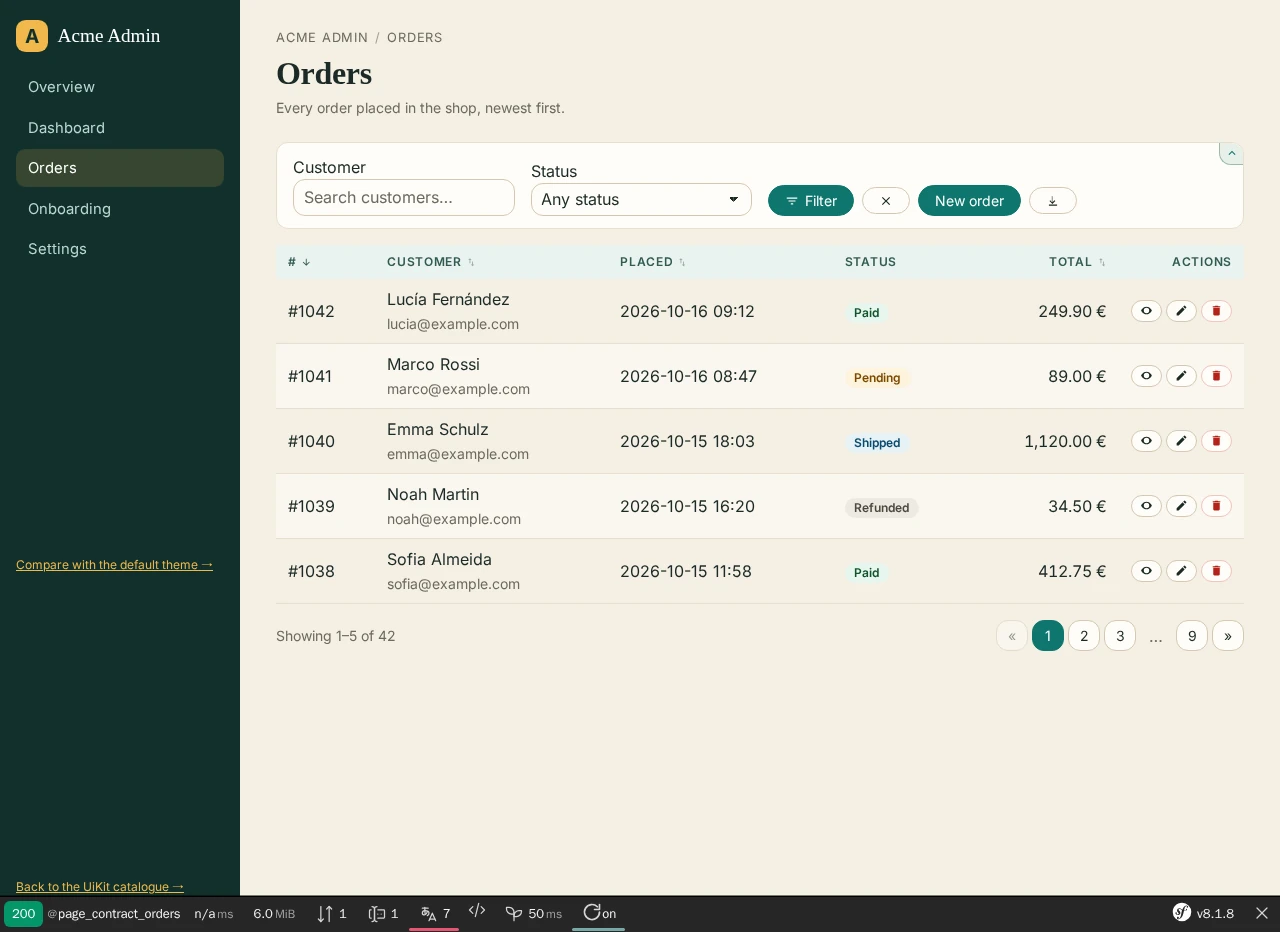 A Acme Admin
Overview
Dashboard
Orders
Onboarding
Settings
Compare with the default theme →
Back to the UiKit catalogue →
ACME ADMIN / ORDERS
Orders
Every order placed in the shop, newest first.
Customer
Search customers...
Status
Any status
Filter
New order
# ↓ CUSTOMER ↑↓ PLACED ↑↓ STATUS TOTAL ↑↓ ACTIONS
#1042 Lucía Fernández 2026-10-16 09:12 Paid 249.90 €
lucia@example.com
#1041 Marco Rossi 2026-10-16 08:47 Pending 89.00 €
marco@example.com
#1040 Emma Schulz 2026-10-15 18:03 Shipped 1,120.00 €
emma@example.com
#1039 Noah Martin 2026-10-15 16:20 Refunded 34.50 €
noah@example.com
#1038 Sofia Almeida 2026-10-15 11:58 Paid 412.75 €
sofia@example.com
Showing 1–5 of 42
« 1 2 3 … 9 »
200 @page_contract_orders n/a ms 6.0 MiB 1 1 7 50 ms on sf v8.1.8